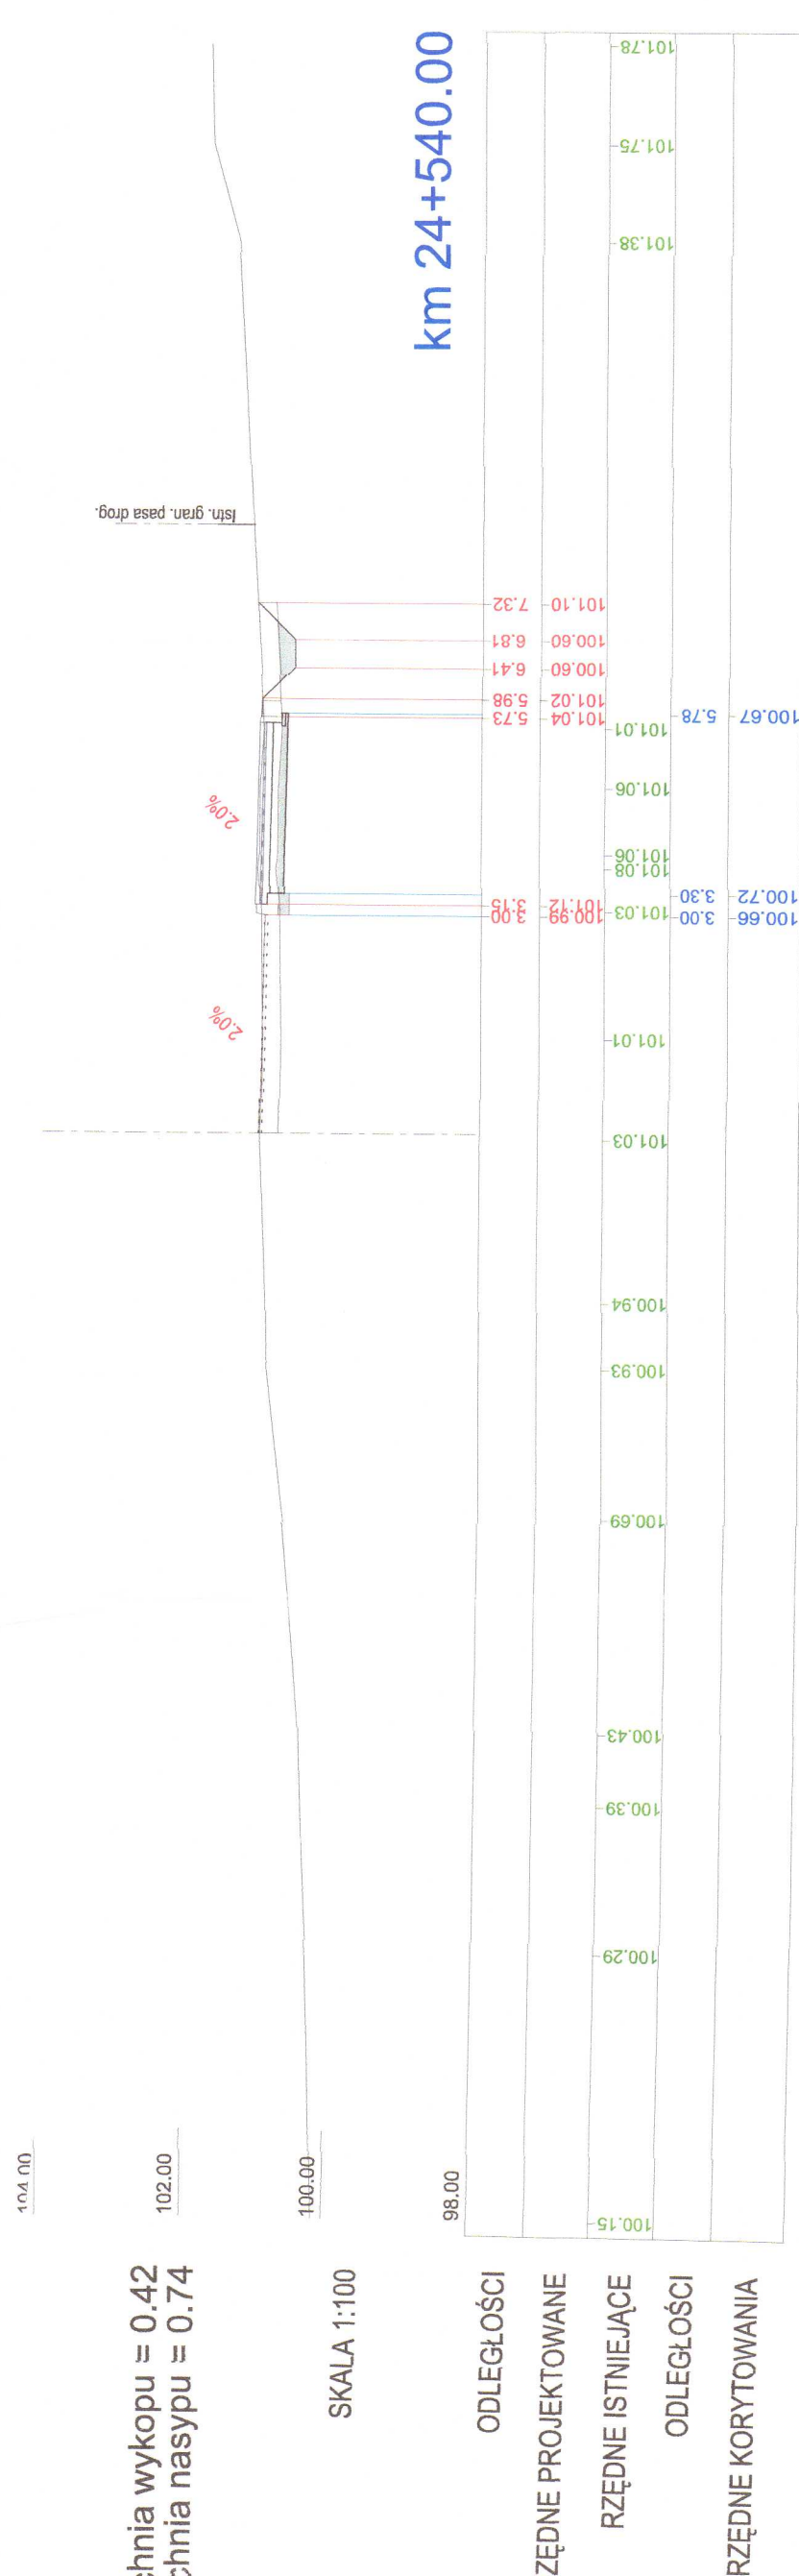 km 24+540.00
Istn. gran. pasa drog.
2.0%
2.0%
104.00
102.00
100.00
98.00
chnia wykopu = 0.42
chnia nasypu = 0.74
SKALA 1:100
ODLEGŁOŚCI
3.00 3.15 5.73 5.98 6.41 6.81 7.32
ZĘDNE PROJEKTOWANE
100.99 101.12 101.04 101.02 100.60 100.60 101.10
RZĘDNE ISTNIEJĄCE
100.15 100.29 100.39 100.43 100.69 100.93 100.94 101.03 101.01 101.03 101.08 101.06 101.06 101.01 101.38 101.75 101.78
ODLEGŁOŚCI
3.00 3.30 5.78
RZĘDNE KORYTOWANIA
100.66 100.72 100.67